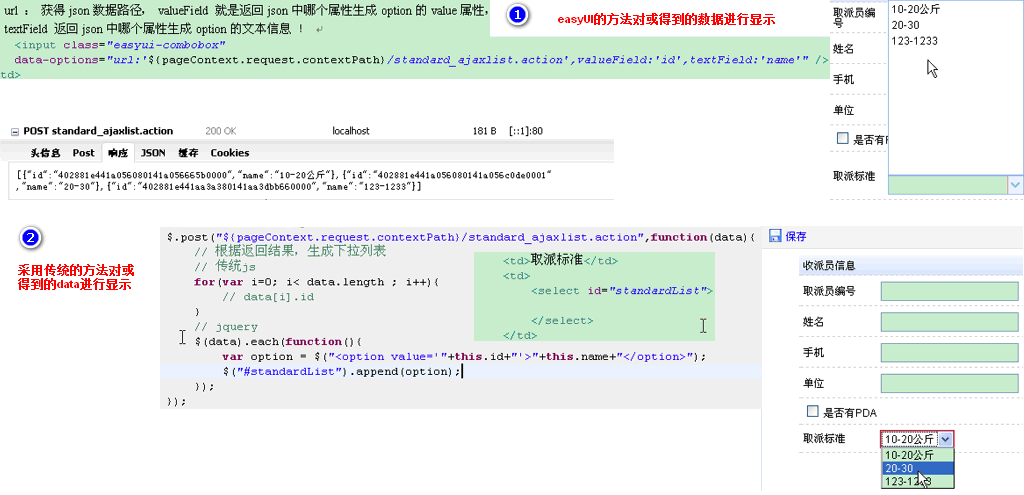 url ： 获得 json 数据路径， valueField 就是返回 json 中哪个属性生成 option 的 value 属性，
textField 返回 json 中哪个属性生成 option 的文本信息 ！
<input class="easyui-combobox"
data-options="url:'${pageContext.request.contextPath}/standard_ajaxlist.action',valueField:'id',textField:'name'" />
td>
1
easyUI的方法对或得到的数据进行显示
取派员编号
姓名
手机
单位
是否有P
取派标准
10-20公斤
20-30
123-1233
POST standard_ajaxlist.action 200 OK localhost 181 B [::1]:80
头信息 Post 响应 JSON 缓存 Cookies
[{"id":"402881e441a056080141a056665b0000","name":"10-20公斤"},{"id":"402881e441a056080141a056c0de0001"
,"name":"20-30"},{"id":"402881e441aa3a380141aa3dbb660000","name":"123-1233"}]
2
采用传统的方法对或
得到的data进行显示
$.post("${pageContext.request.contextPath}/standard_ajaxlist.action",function(data){
// 根据返回结果，生成下拉列表
// 传统js
for(var i=0; i< data.length ; i++){
// data[i].id
}
// jquery
$(data).each(function(){
var option = $("<option value='"+this.id+"'>"+this.name+"</option>");
$("#standardList").append(option);
});
});
<td>取派标准</td>
<td>
<select id="standardList">
</select>
</td>
保存
收派员信息
取派员编号
姓名
手机
单位
是否有PDA
取派标准
10-20公斤
10-20公斤
20-30
123-1233